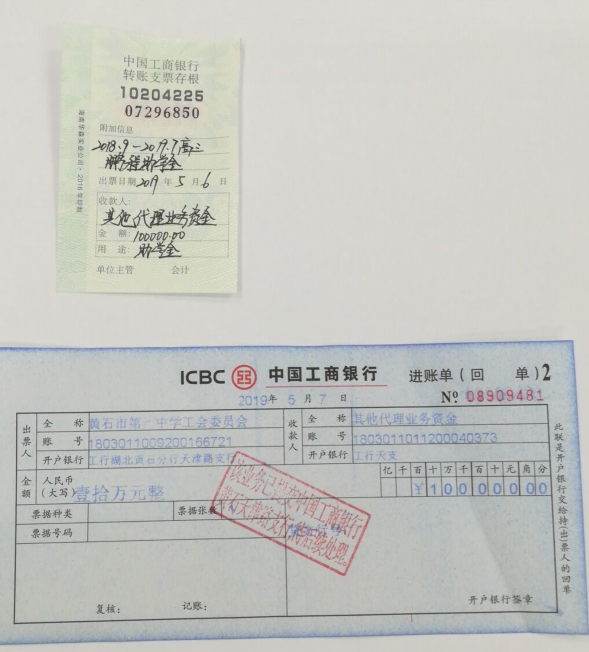 中国工商银行
转账支票存根
10204225
07296850
附加信息
2018.9-2019.7高三
鹏程助学金
出票日期2019年5月6日
收款人:
其他代理业务资金
金 额: 100000.00
用 途: 助学金
单位主管 会计
ICBC 中国工商银行 进账单(回 单)2
2019年 5月 7日 № 08909481
出票人 全 称 黄石市第一中学工会委员会 收款人 全 称 其他代理业务资金
账 号 1803011009200166721 账 号 1803011011200040373
开户银行 工行湖北黄石分行天津路支行 开户银行 工行天支
金额 人民币(大写) 壹拾万元整 亿千百十万千百十元角分
¥10000000
票据种类 票据张数
票据号码
复核: 记账:
开户银行签章
此联是开户银行交给持(出)票人的回单